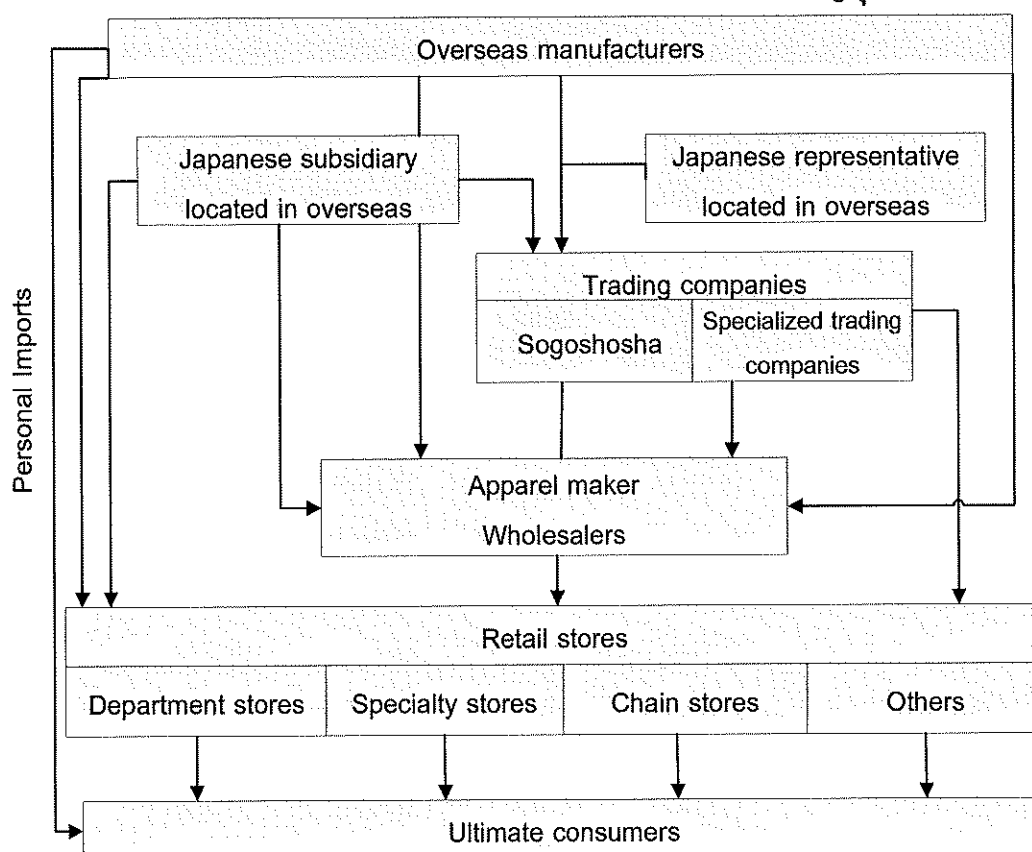 Overseas manufacturers
Japanese subsidiary
located in overseas
Japanese representative
located in overseas
Trading companies
Sogoshosha
Specialized trading
companies
Personal Imports
Apparel maker
Wholesalers
Retail stores
Department stores
Specialty stores
Chain stores
Others
Ultimate consumers